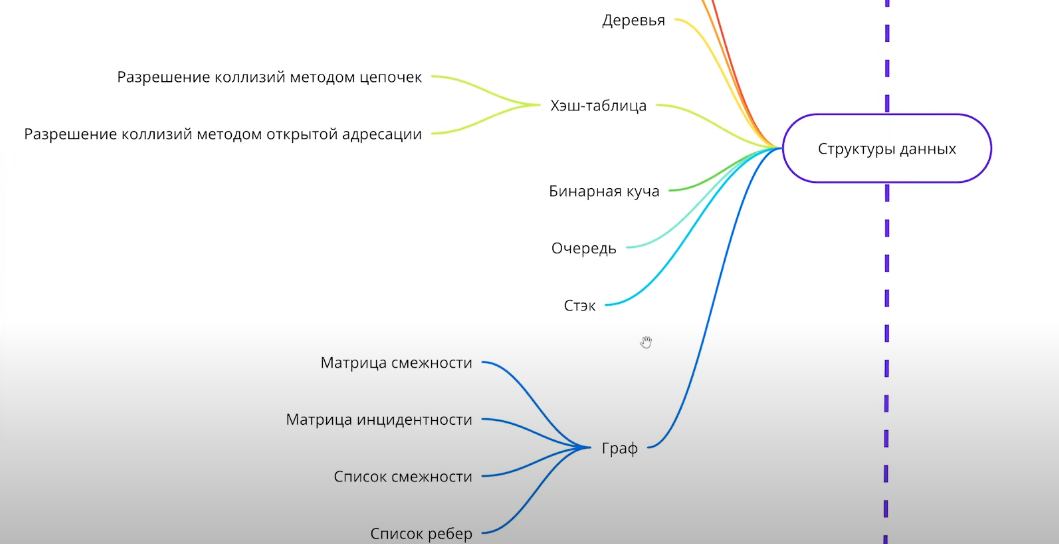 Деревья
Разрешение коллизий методом цепочек
Хэш-таблица
Разрешение коллизий методом открытой адресации
Структуры данных
Бинарная куча
Очередь
Стэк
Матрица смежности
Матрица инцидентности
Граф
Список смежности
Список ребер